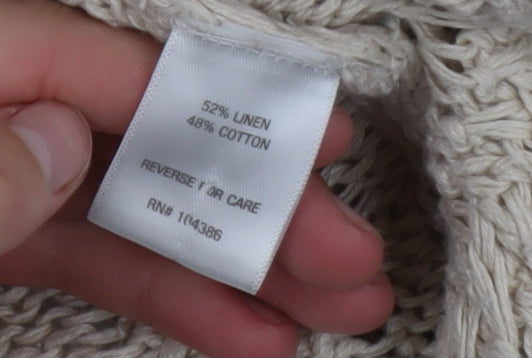 52% LINEN
48% COTTON
REVERSE FOR CARE
RN# 104386